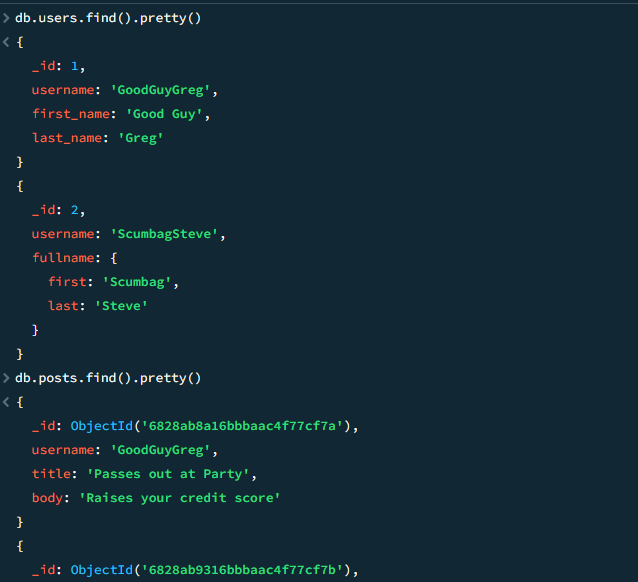 > db.users.find().pretty()
< {
_id: 1,
username: 'GoodGuyGreg',
first_name: 'Good Guy',
last_name: 'Greg'
}
{
_id: 2,
username: 'ScumbagSteve',
fullname: {
first: 'Scumbag',
last: 'Steve'
}
}
> db.posts.find().pretty()
< {
_id: ObjectId('6828ab8a16bbbaac4f77cf7a'),
username: 'GoodGuyGreg',
title: 'Passes out at Party',
body: 'Raises your credit score'
}
{
_id: ObjectId('6828ab9316bbbaac4f77cf7b'),